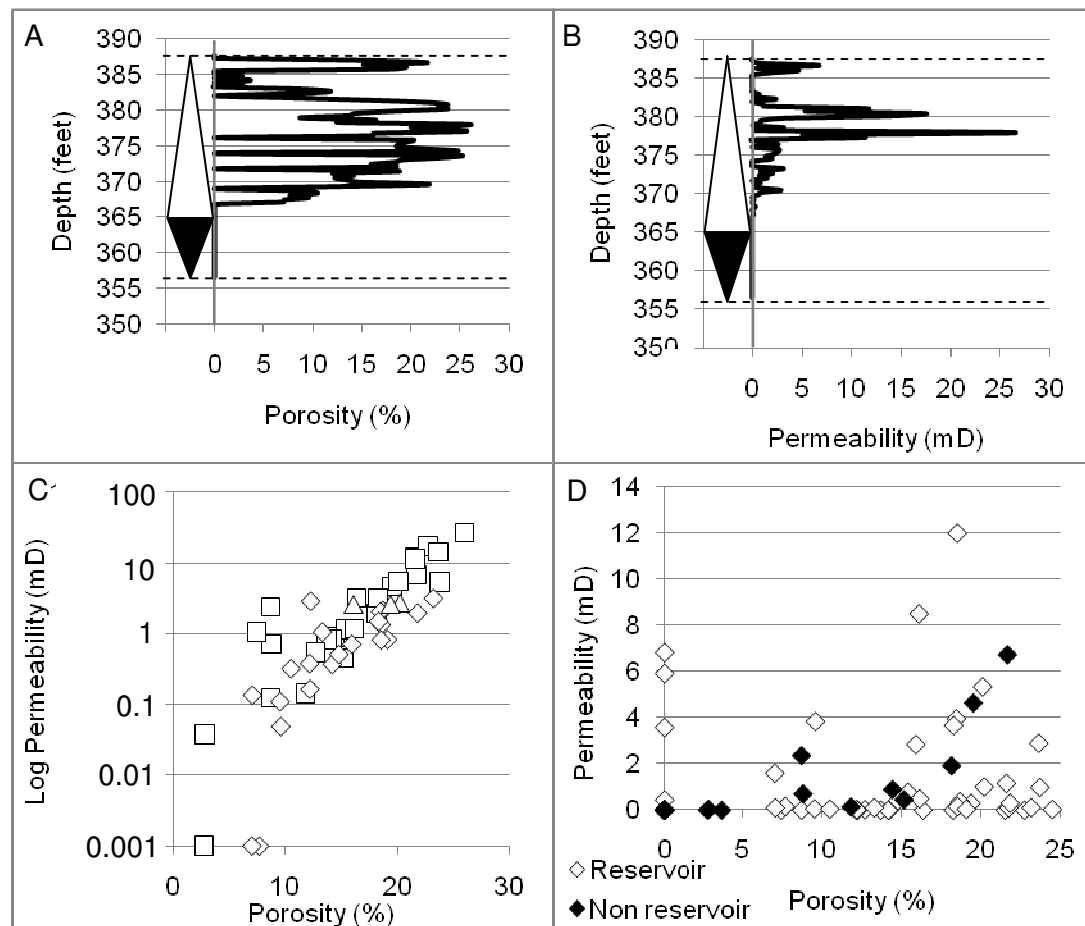 A
390
385
380
375
370
365
360
355
350
Depth (feet)
0 5 10 15 20 25 30
Porosity (%)
B
390
385
380
375
370
365
360
355
350
Depth (feet)
0 5 10 15 20 25 30
Permeability (mD)
C
100
10
1
0.1
0.01
0.001
Log Permeability (mD)
0 10 20 30
Porosity (%)
D
14
12
10
8
6
4
2
0
Permeability (mD)
0 5 10 15 20 25
Reservoir
Non reservoir
Porosity (%)